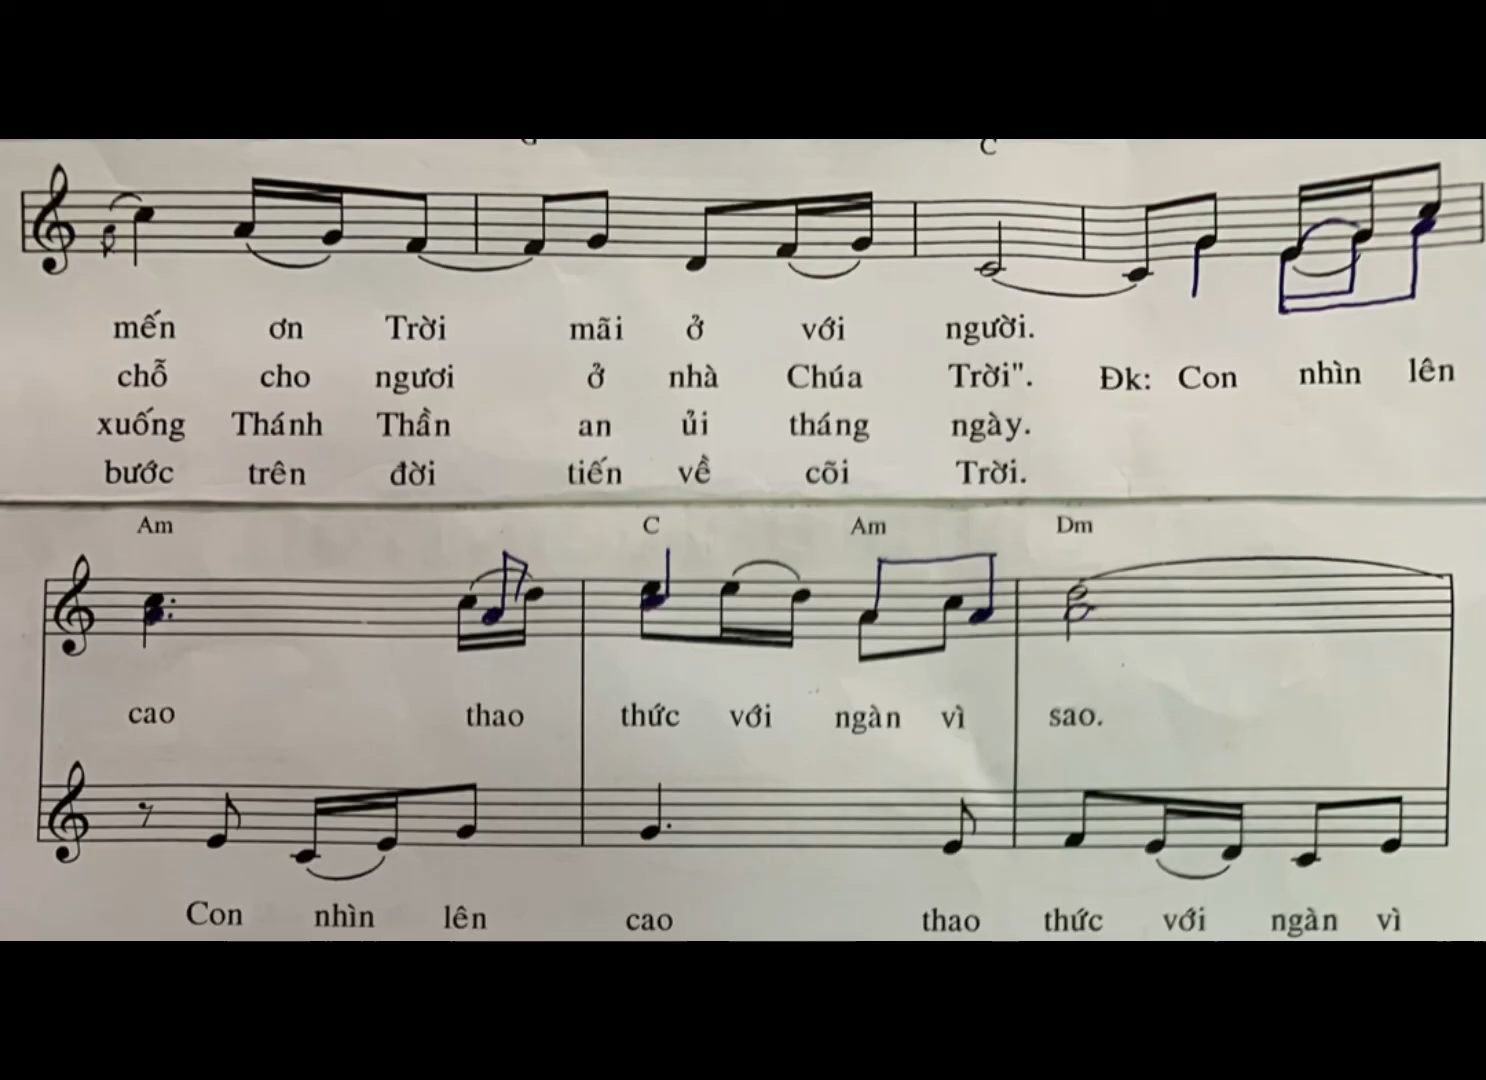 C
mến ơn Trời mãi ở với người.
chỗ cho ngươi ở nhà Chúa Trời". Đk: Con nhìn lên
xuống Thánh Thần an ủi tháng ngày.
bước trên đời tiến về cõi Trời.
Am C Am Dm
cao thao thức với ngàn vì sao.
Con nhìn lên cao thao thức với ngàn vì